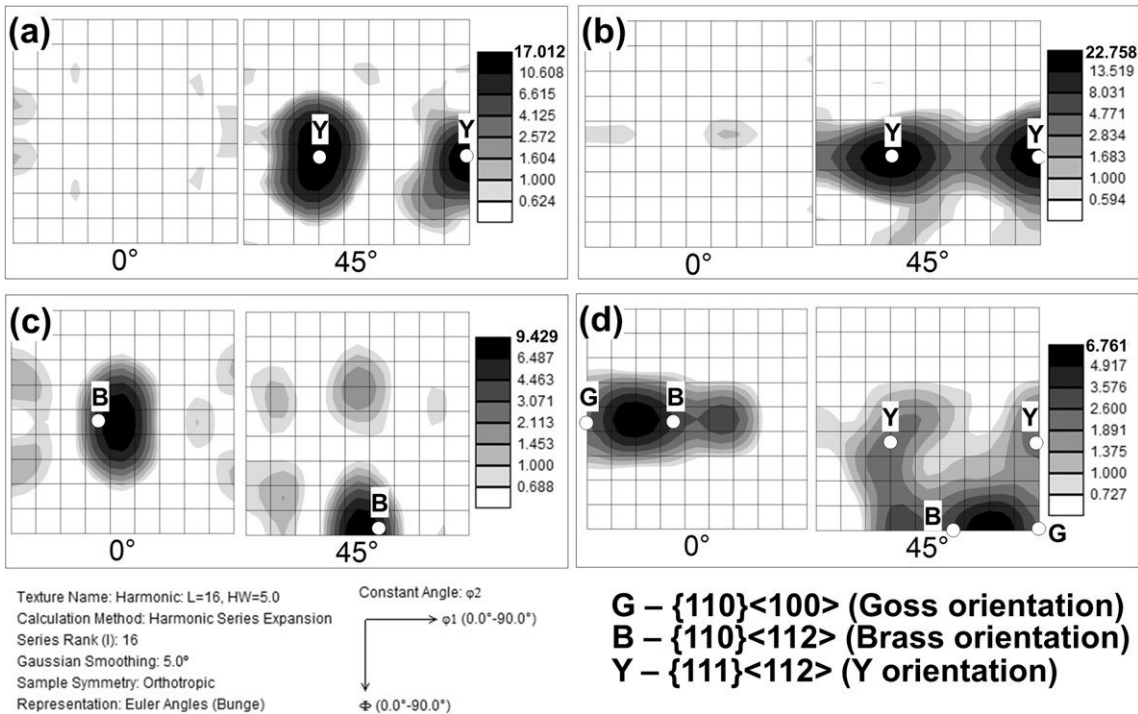 (a)
Y
Y
17.012
10.608
6.615
4.125
2.572
1.604
1.000
0.624
0°
45°
(b)
Y
Y
22.758
13.519
8.031
4.771
2.834
1.683
1.000
0.594
0°
45°
(c)
B
B
9.429
6.487
4.463
3.071
2.113
1.453
1.000
0.688
0°
45°
(d)
G
B
Y
Y
B
G
6.761
4.917
3.576
2.600
1.891
1.375
1.000
0.727
0°
45°
Texture Name: Harmonic: L=16, HW=5.0
Calculation Method: Harmonic Series Expansion
Series Rank (l): 16
Gaussian Smoothing: 5.0°
Sample Symmetry: Orthotropic
Representation: Euler Angles (Bunge)
Constant Angle: φ2
φ1 (0.0°-90.0°)
Φ (0.0°-90.0°)
G – {110}<100> (Goss orientation)
B – {110}<112> (Brass orientation)
Y – {111}<112> (Y orientation)